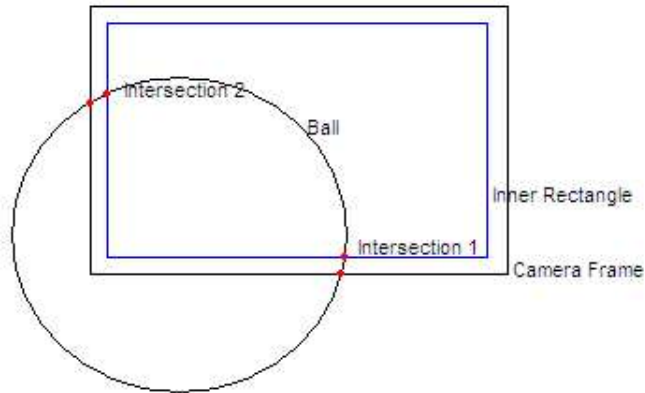 Intersection 2
Ball
Inner Rectangle
Intersection 1
Camera Frame